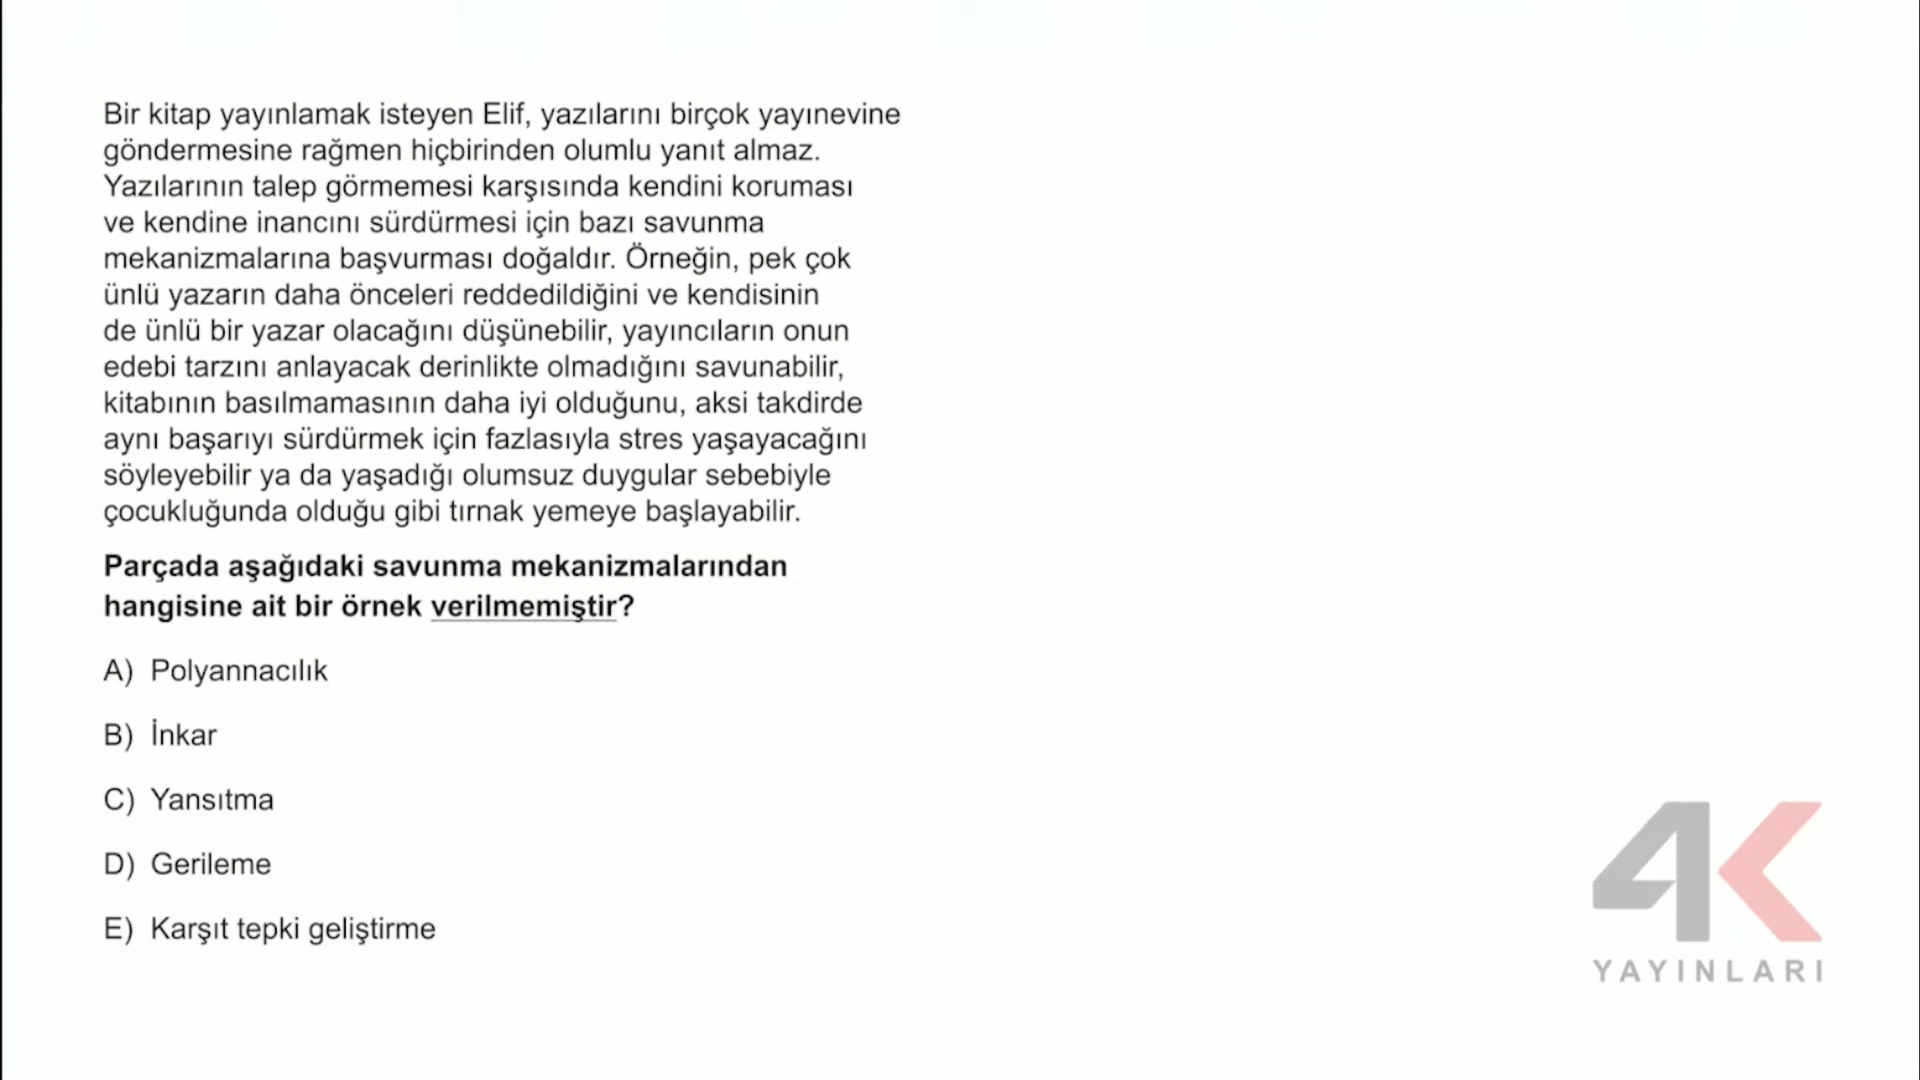 Bir kitap yayınlamak isteyen Elif, yazılarını birçok yayınevine
göndermesine rağmen hiçbirinden olumlu yanıt almaz.
Yazılarının talep görmemesi karşısında kendini koruması
ve kendine inancını sürdürmesi için bazı savunma
mekanizmalarına başvurması doğaldır. Örneğin, pek çok
ünlü yazarın daha önceleri reddedildiğini ve kendisinin
de ünlü bir yazar olacağını düşünebilir, yayıncıların onun
edebi tarzını anlayacak derinlikte olmadığını savunabilir,
kitabının basılmamasının daha iyi olduğunu, aksi takdirde
aynı başarıyı sürdürmek için fazlasıyla stres yaşayacağını
söyleyebilir ya da yaşadığı olumsuz duygular sebebiyle
çocukluğunda olduğu gibi tırnak yemeye başlayabilir.
Parçada aşağıdaki savunma mekanizmalarından
hangisine ait bir örnek verilmemiştir?
A) Polyannacılık
B) İnkar
C) Yansıtma
D) Gerileme
E) Karşıt tepki geliştirme
4K
YAYINLARI